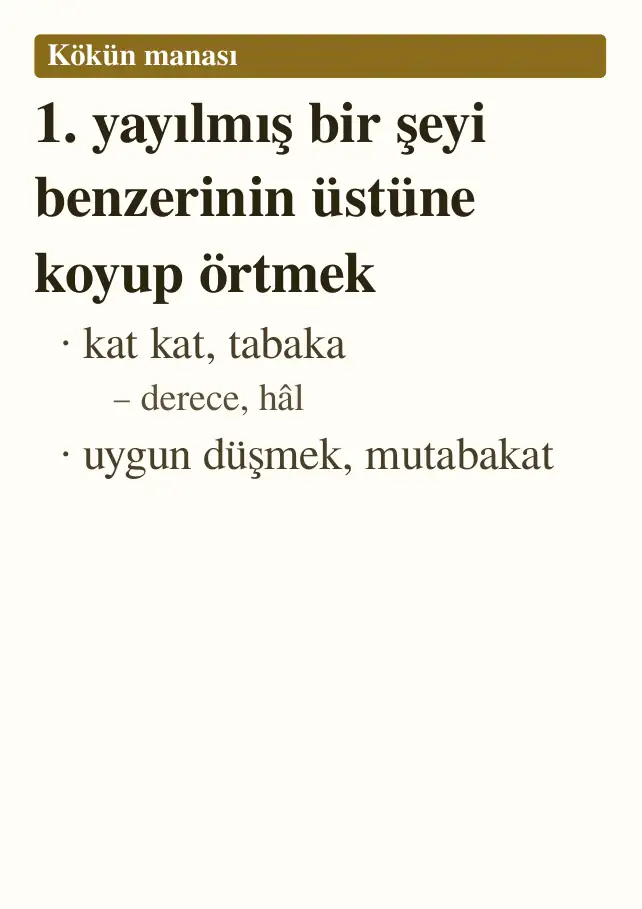 Kökün manası
1. yayılmış bir şeyi
benzerinin üstüne
koyup örtmek
· kat kat, tabaka
– derece, hâl
· uygun düşmek, mutabakat